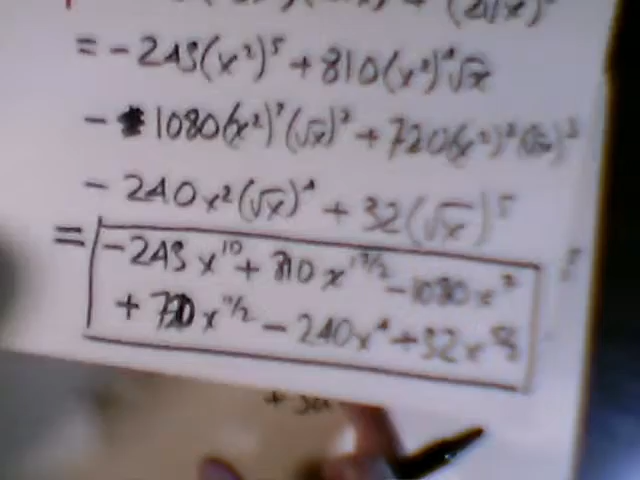 (2√x)
= -243(x²)⁵ + 810(x²)⁴√x
- 1080(x²)³(√x)² + 720(x²)²(√x)³
- 240x²(√x)⁴ + 32(√x)⁵
= -243x¹⁰ + 810x^17/2 - 1080x⁷
+ 720x^11/2 - 240x⁴ + 32x^5/2